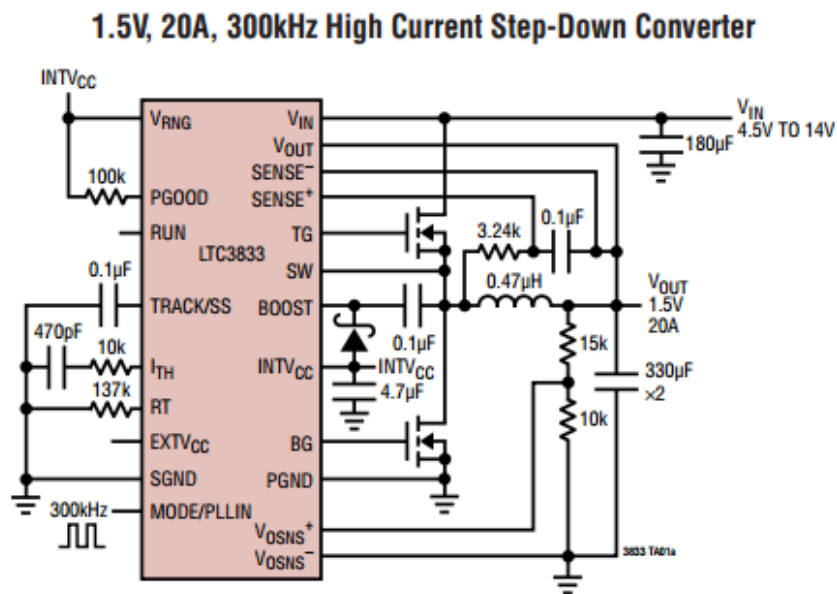 1.5V, 20A, 300kHz High Current Step-Down Converter
INTVCC
VRNG
VIN
VIN
4.5V TO 14V
VOUT
180µF
SENSE–
100k
PGOOD
SENSE+
3.24k
0.1µF
RUN
TG
LTC3833
SW
0.1µF
0.47µH
VOUT
1.5V
20A
TRACK/SS
BOOST
470pF
0.1µF
15k
10k
ITH
INTVCC
INTVCC
330µF
×2
137k
4.7µF
RT
10k
EXTVCC
BG
SGND
PGND
300kHz
MODE/PLLIN
VOSNS+
VOSNS–
3833 TA01a